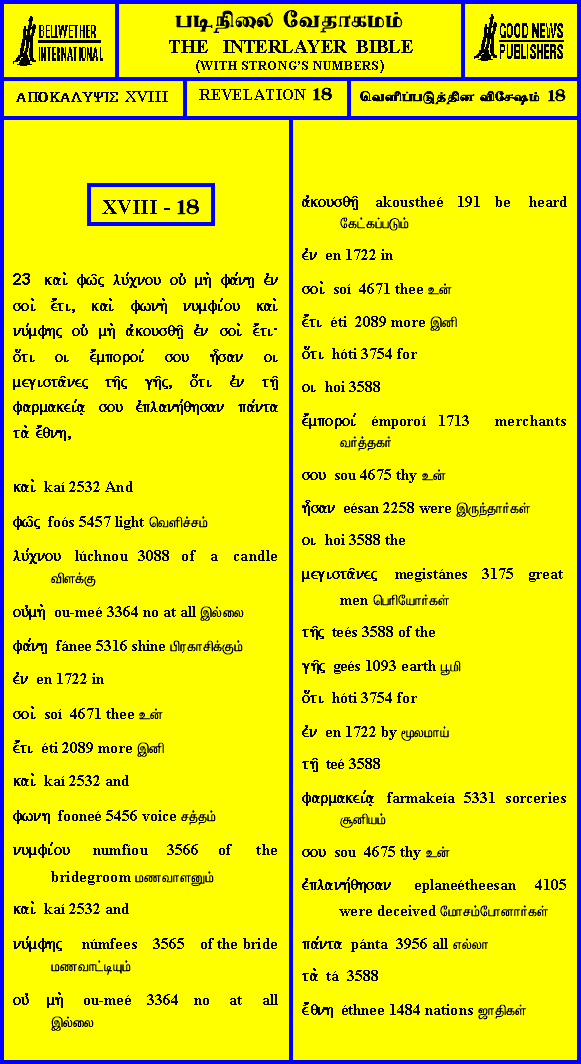 BELLWETHER
INTERNATIONAL
படிநிலை வேதாகமம்
THE INTERLAYER BIBLE
(WITH STRONG'S NUMBERS)
GOOD NEWS
PUBLISHERS
ΑΠΟΚΑΛΥΨΙΣ XVIII
REVELATION 18
வெளிப்படுத்தின விசேஷம் 18
XVIII - 18
23 καὶ φῶς λύχνου οὐ μὴ φάνῃ ἐν
σοὶ ἔτι, καὶ φωνὴ νυμφίου καὶ
νύμφης οὐ μὴ ἀκουσθῇ ἐν σοὶ ἔτι·
ὅτι οι ἔμποροί σου ἦσαν οι
μεγιστᾶνες τῆς γῆς, ὅτι ἐν τῇ
φαρμακείᾳ σου ἐπλανήθησαν πάντα
τὰ ἔθνη,
καὶ kaí 2532 And
φῶς foós 5457 light வெளிச்சம்
λύχνου lúchnou 3088 of a candle
விளக்கு
οὐμὴ ou-meé 3364 no at all இல்லை
φάνῃ fánee 5316 shine பிரகாசிக்கும்
ἐν en 1722 in
σοὶ soí 4671 thee உன்
ἔτι éti 2089 more இனி
καὶ kaí 2532 and
φωνη fooneé 5456 voice சத்தம்
νυμφίου numfíou 3566 of the
bridegroom மணவாளனும்
καὶ kaí 2532 and
νύμφης númfees 3565 of the bride
மணவாட்டியும்
οὐ μὴ ou-meé 3364 no at all
இல்லை
ἀκουσθῇ akoustheé 191 be heard
கேட்கப்படும்
ἐν en 1722 in
σοὶ soí 4671 thee உன்
ἔτι éti 2089 more இனி
ὅτι hóti 3754 for
οι hoi 3588
ἔμποροί émporoí 1713 merchants
வர்த்தகர்
σου sou 4675 thy உன்
ἦσαν eésan 2258 were இருந்தார்கள்
οι hoi 3588 the
μεγιστᾶνες megistánes 3175 great
men பெரியோர்கள்
τῆς teés 3588 of the
γῆς geés 1093 earth பூமி
ὅτι hóti 3754 for
ἐν en 1722 by மூலமாய்
τῇ teé 3588
φαρμακείᾳ farmakeía 5331 sorceries
சூனியம்
σου sou 4675 thy உன்
ἐπλανήθησαν eplaneétheesan 4105
were deceived மோசம்போனார்கள்
πάντα pánta 3956 all எல்லா
τὰ tá 3588
ἔθνη éthnee 1484 nations ஜாதிகள்